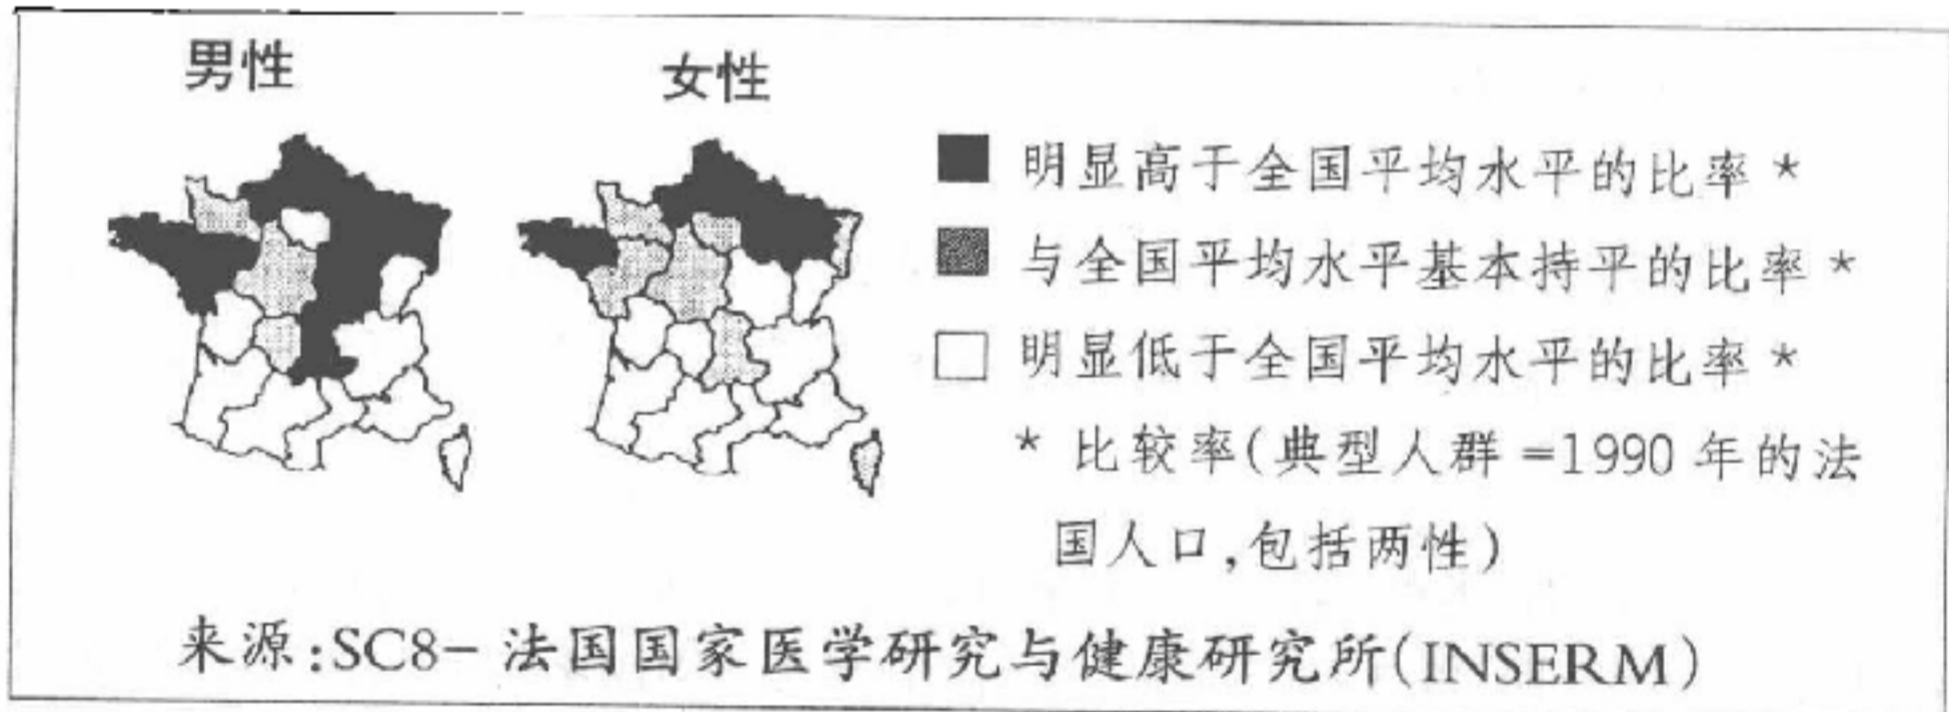 男性
女性
明显高于全国平均水平的比率*
与全国平均水平基本持平的比率*
明显低于全国平均水平的比率*
* 比较率(典型人群=1990年的法
国人口,包括两性)
来源:SC8-法国国家医学研究与健康研究所(INSERM)